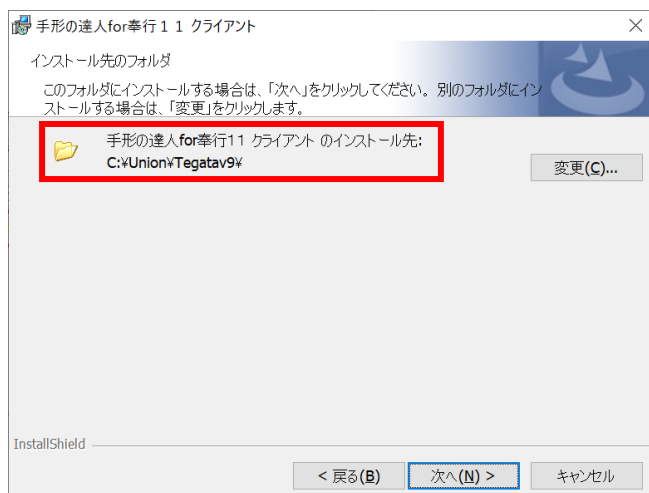 手形の達人for奉行１１ クライアント
インストール先のフォルダ
このフォルダにインストールする場合は、「次へ」をクリックしてください。別のフォルダにイン
ストールする場合は、「変更」をクリックします。
手形の達人for奉行11 クライアント のインストール先:
C:¥Union¥Tegatav9¥
変更(C)...
InstallShield
< 戻る(B)
次へ(N) >
キャンセル